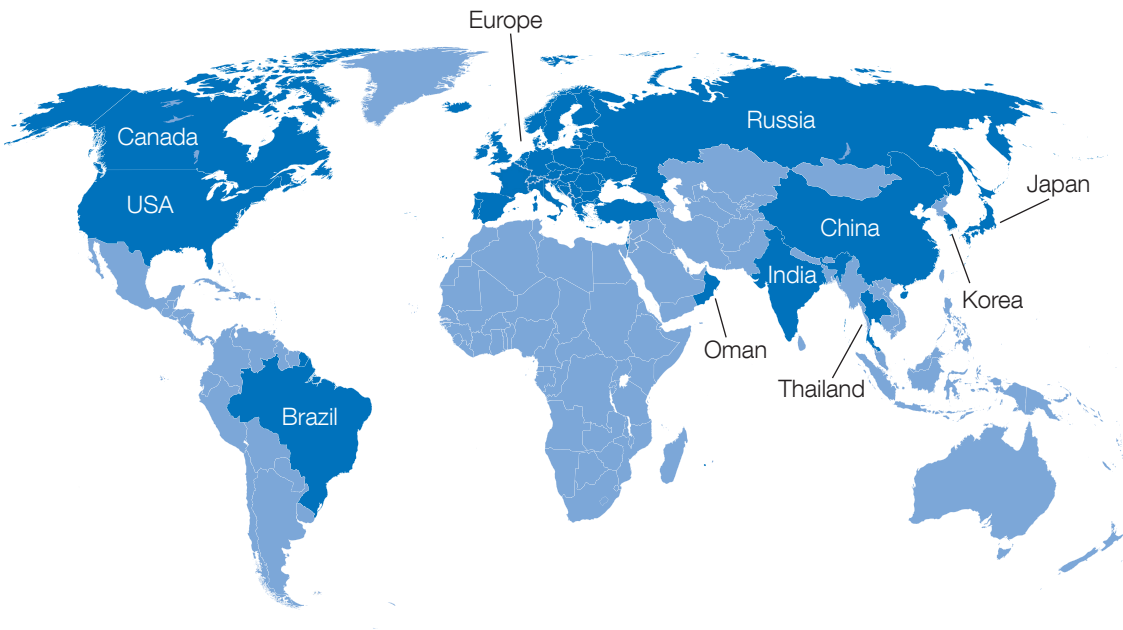 Europe
Russia
Canada
Japan
USA
China
India
Korea
Oman
Thailand
Brazil